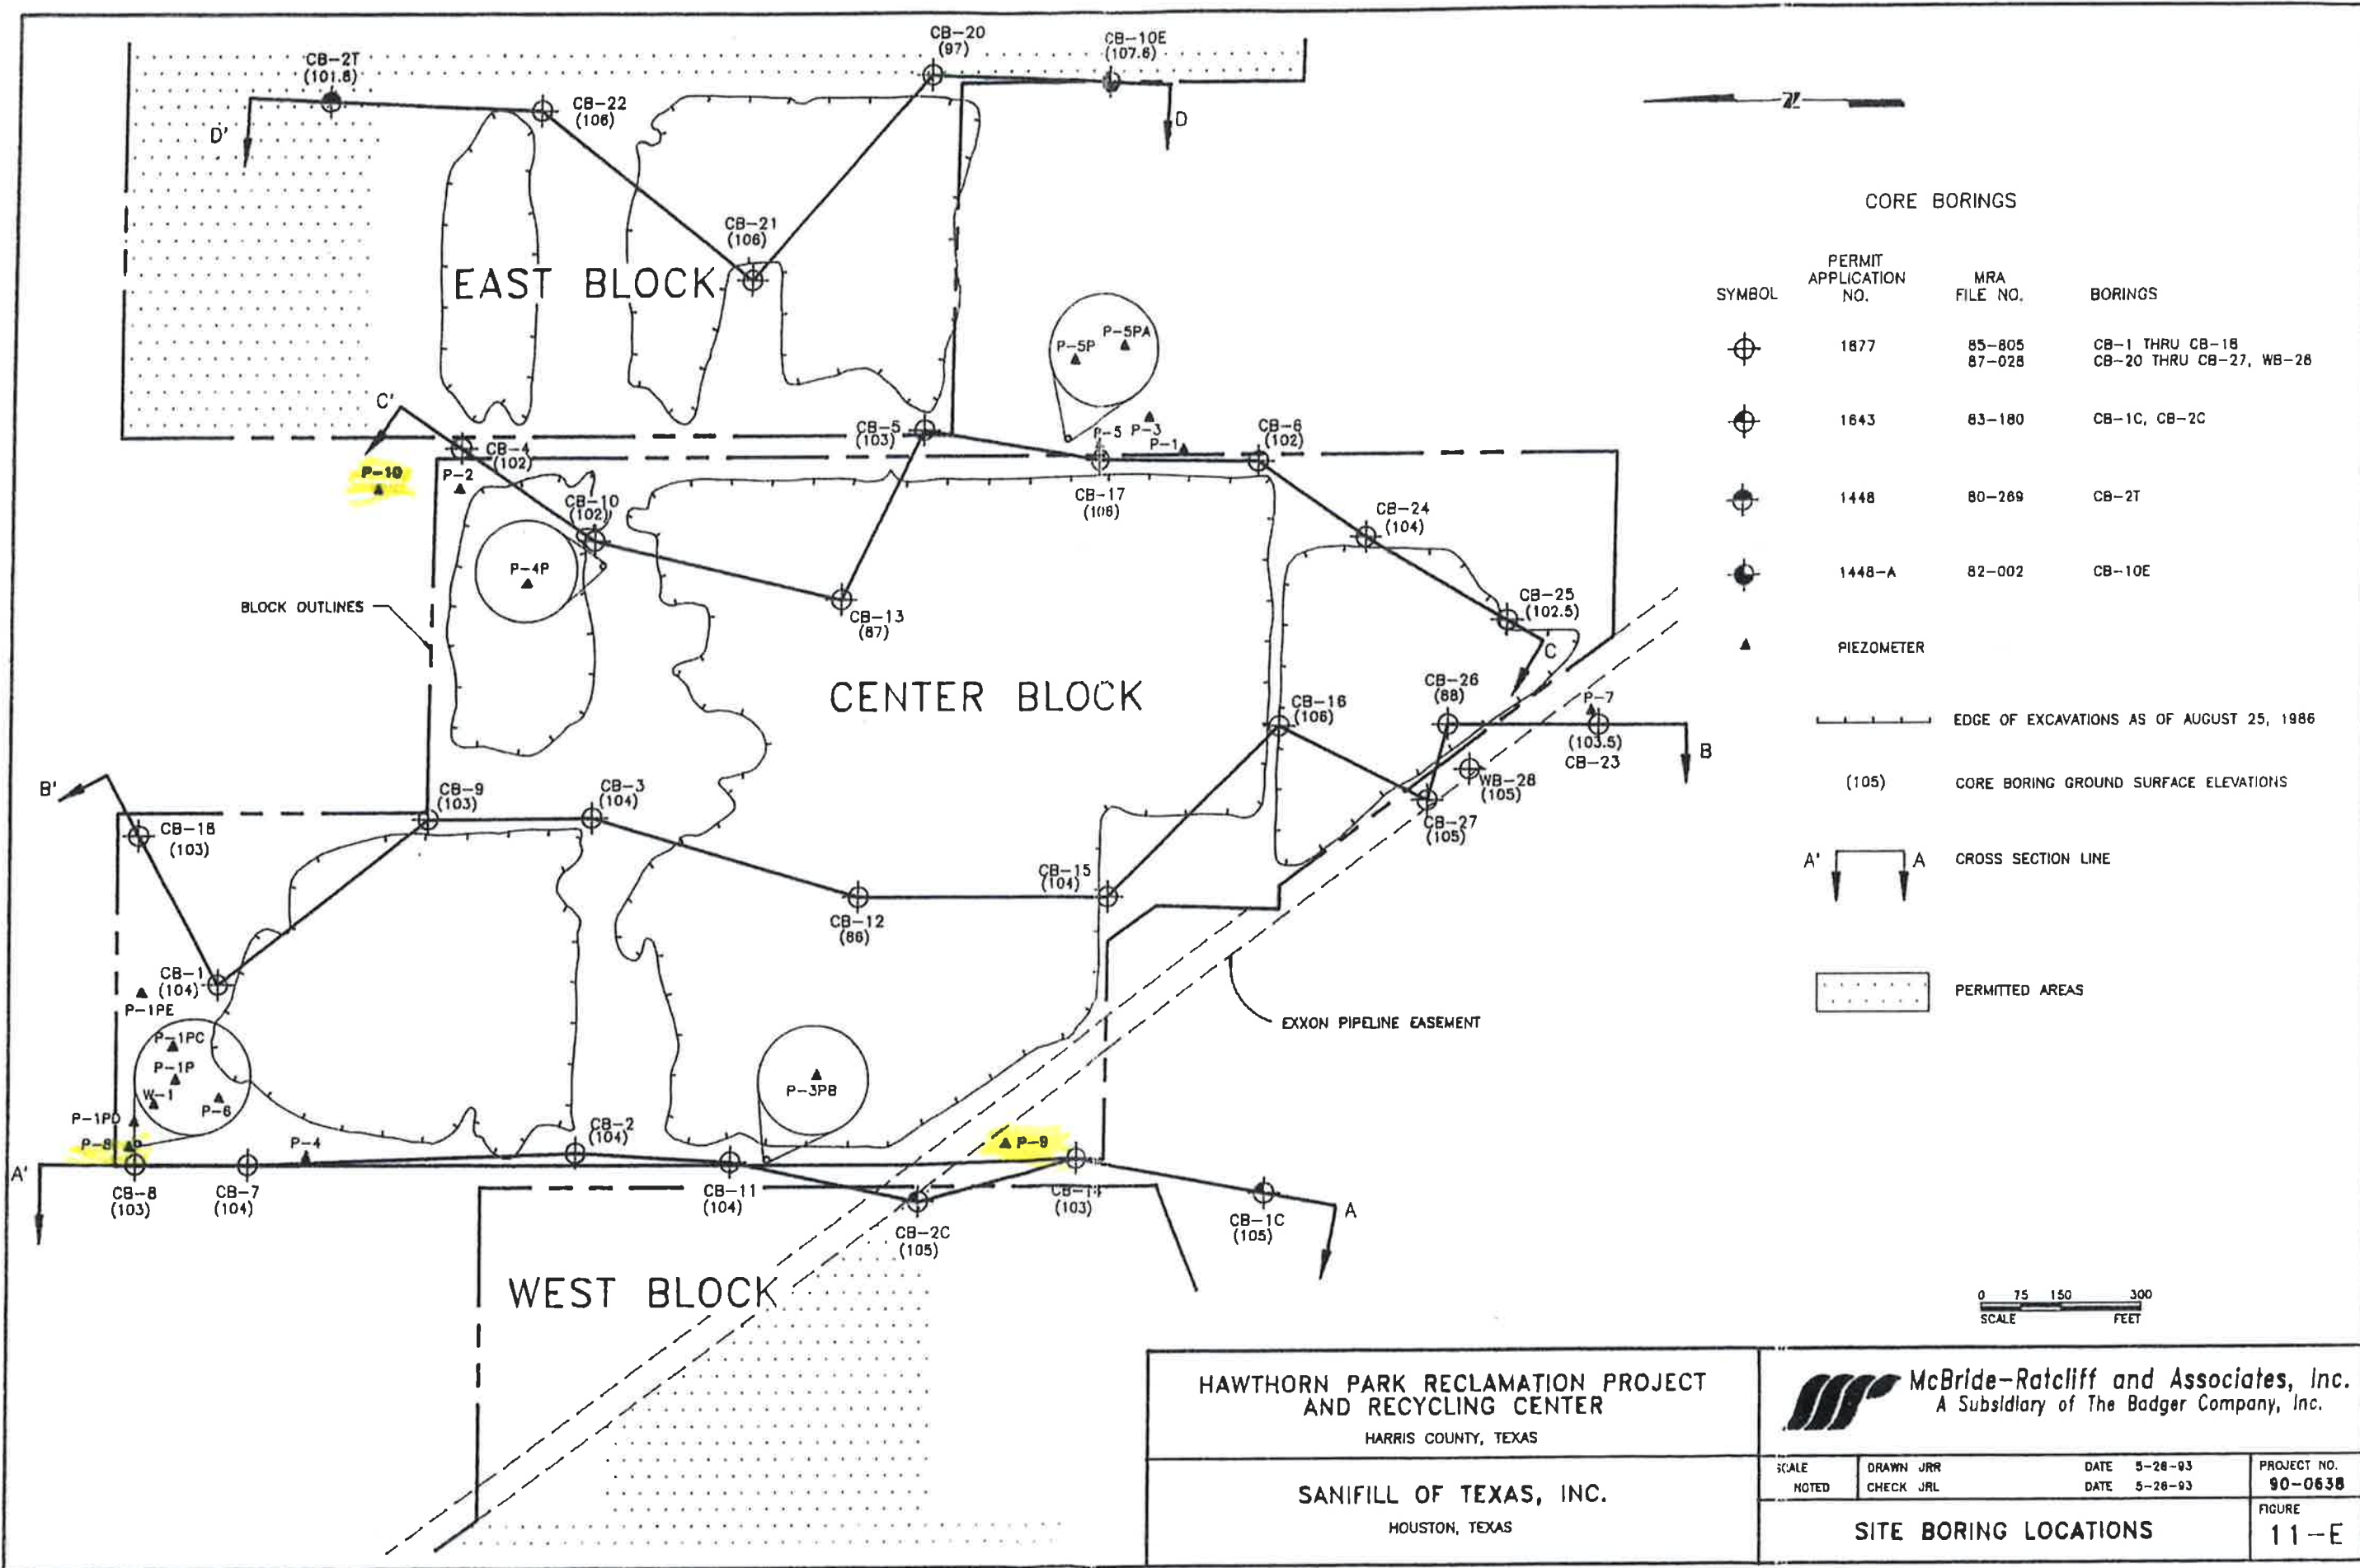 CB-20
(97)
CB-10E
(107.6)
CB-2T
(101.6)
CB-22
(106)
D'
D
Z
CORE BORINGS
CB-21
(106)
EAST BLOCK
SYMBOL
PERMIT
APPLICATION
NO.
MRA
FILE NO.
BORINGS
1677
85-805
87-028
CB-1 THRU CB-18
CB-20 THRU CB-27, WB-28
1643
83-180
CB-1C, CB-2C
1448
80-269
CB-2T
1448-A
82-002
CB-10E
PIEZOMETER
EDGE OF EXCAVATIONS AS OF AUGUST 25, 1986
(105)
CORE BORING GROUND SURFACE ELEVATIONS
A'
A
CROSS SECTION LINE
PERMITTED AREAS
P-5PA
P-5P
C'
CB-5
(103)
P-5
P-3
P-1
CB-6
(102)
CB-4
(102)
P-10
P-2
CB-10
(102)
CB-17
(106)
CB-24
(104)
P-4P
BLOCK OUTLINES
CB-13
(87)
CB-25
(102.5)
C
CENTER BLOCK
CB-26
(88)
P-7
CB-16
(106)
(103.5)
CB-23
B
WB-28
(105)
CB-27
(105)
B'
CB-9
(103)
CB-3
(104)
CB-18
(103)
CB-15
(104)
CB-12
(86)
CB-1
(104)
P-1PE
EXXON PIPELINE EASEMENT
P-1PC
P-1P
W-1
P-6
P-3PB
P-1PD
P-8
P-4
CB-2
(104)
P-9
A'
CB-8
(103)
CB-7
(104)
CB-11
(104)
CB-14
(103)
CB-2C
(105)
CB-1C
(105)
A
WEST BLOCK
0 75 150 300
SCALE FEET
HAWTHORN PARK RECLAMATION PROJECT
AND RECYCLING CENTER
HARRIS COUNTY, TEXAS
SANIFILL OF TEXAS, INC.
HOUSTON, TEXAS
McBride-Ratcliff and Associates, Inc.
A Subsidiary of The Badger Company, Inc.
SCALE
NOTED
DRAWN JRR
CHECK JRL
DATE 5-28-93
DATE 5-28-93
PROJECT NO.
90-0638
SITE BORING LOCATIONS
FIGURE
11-E